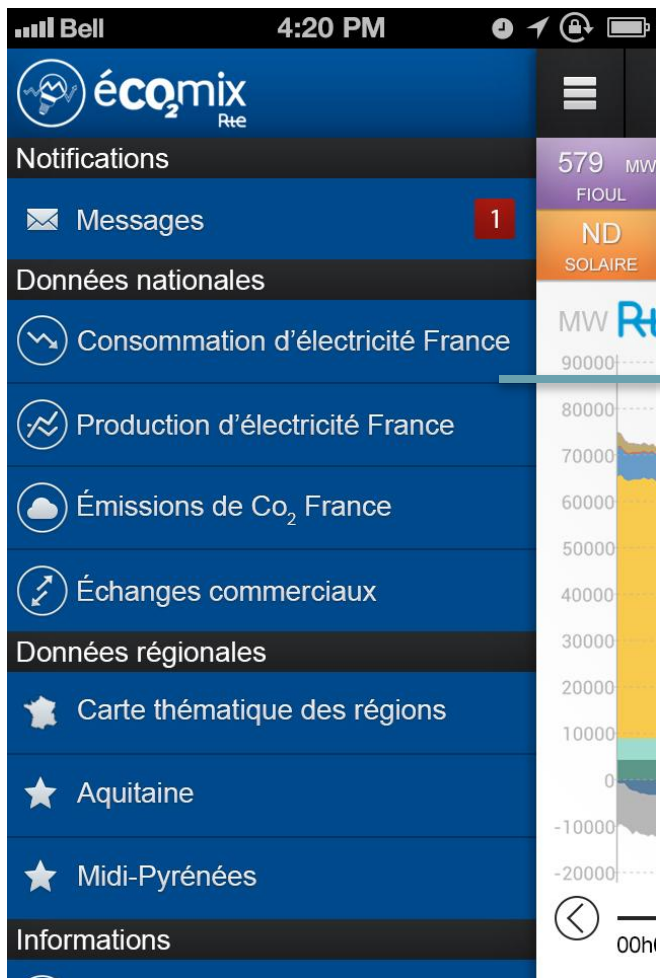 Bell 4:20 PM
éco2mix
Rte
Notifications
Messages 1
Données nationales
Consommation d'électricité France
Production d'électricité France
Émissions de Co₂ France
Échanges commerciaux
Données régionales
Carte thématique des régions
Aquitaine
Midi-Pyrénées
Informations
579 MW
FIOUL
ND
SOLAIRE
MW
90000
80000
70000
60000
50000
40000
30000
20000
10000
0
-10000
-20000